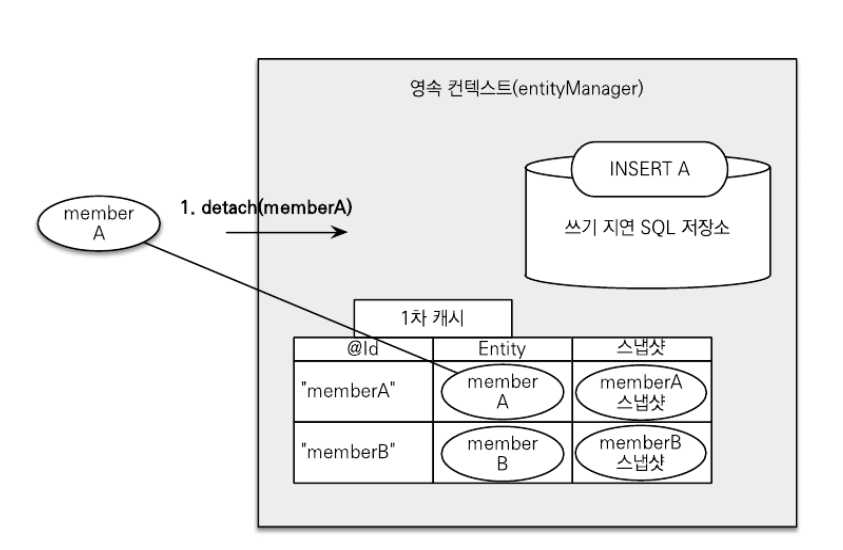 영속 컨텍스트(entityManager)
INSERT A
쓰기 지연 SQL 저장소
member
A
1. detach(memberA)
1차 캐시
@Id Entity 스냅샷
"memberA"
member
A
memberA
스냅샷
"memberB"
member
B
memberB
스냅샷